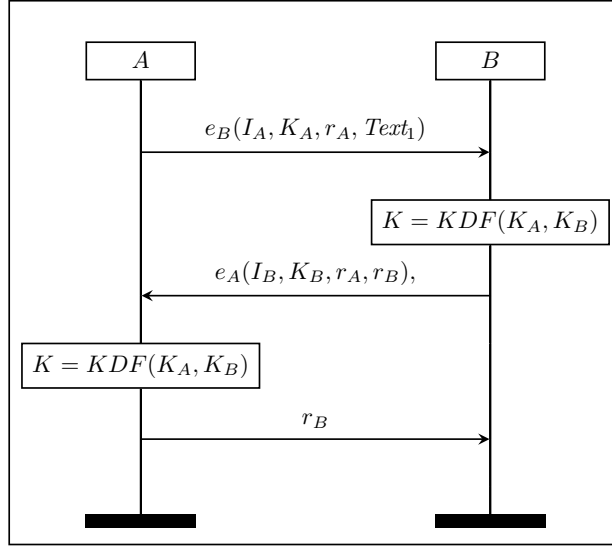 A
B
e_B(I_A, K_A, r_A, Text_1)
K = KDF(K_A, K_B)
e_A(I_B, K_B, r_A, r_B),
K = KDF(K_A, K_B)
r_B